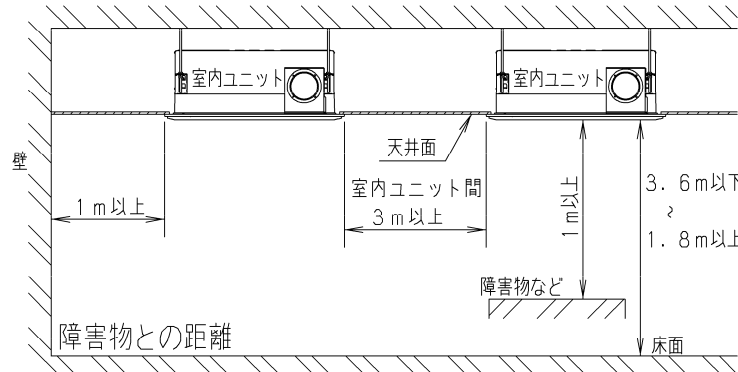 室内ユニット
室内ユニット
天井面
壁
室内ユニット間
3m以上
1m以上
1m以上
3.6m以下
~
1.8m以上
障害物など
障害物との距離
床面